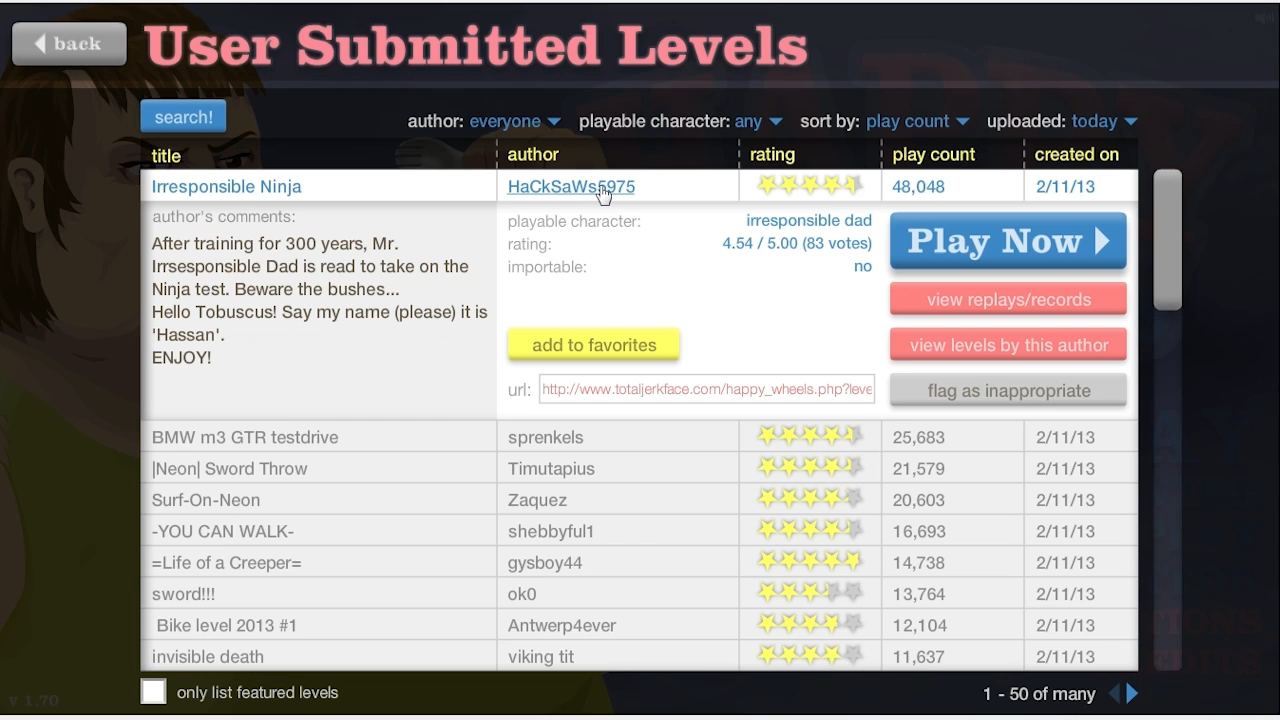 back
User Submitted Levels
search!
author: everyone playable character: any sort by: play count uploaded: today
title author rating play count created on
Irresponsible Ninja HaCkSaWs5975 48,048 2/11/13
author's comments:
After training for 300 years, Mr.
Irrsesponsible Dad is read to take on the
Ninja test. Beware the bushes...
Hello Tobuscus! Say my name (please) it is
'Hassan'.
ENJOY!
playable character: irresponsible dad
rating: 4.54 / 5.00 (83 votes)
importable: no
add to favorites
url: http://www.totaljerkface.com/happy_wheels.php?leve
Play Now
view replays/records
view levels by this author
flag as inappropriate
BMW m3 GTR testdrive sprenkels 25,683 2/11/13
|Neon| Sword Throw Timutapius 21,579 2/11/13
Surf-On-Neon Zaquez 20,603 2/11/13
-YOU CAN WALK- shebbyful1 16,693 2/11/13
=Life of a Creeper= gysboy44 14,738 2/11/13
sword!!! ok0 13,764 2/11/13
Bike level 2013 #1 Antwerp4ever 12,104 2/11/13
invisible death viking tit 11,637 2/11/13
only list featured levels
1 - 50 of many
v 1.70